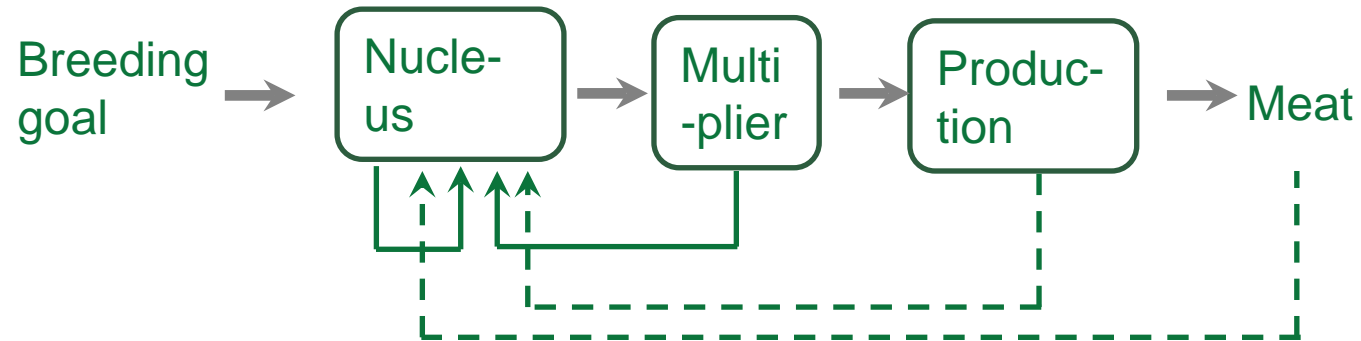 Breeding
goal
Nucle-
us
Multi
-plier
Produc-
tion
Meat